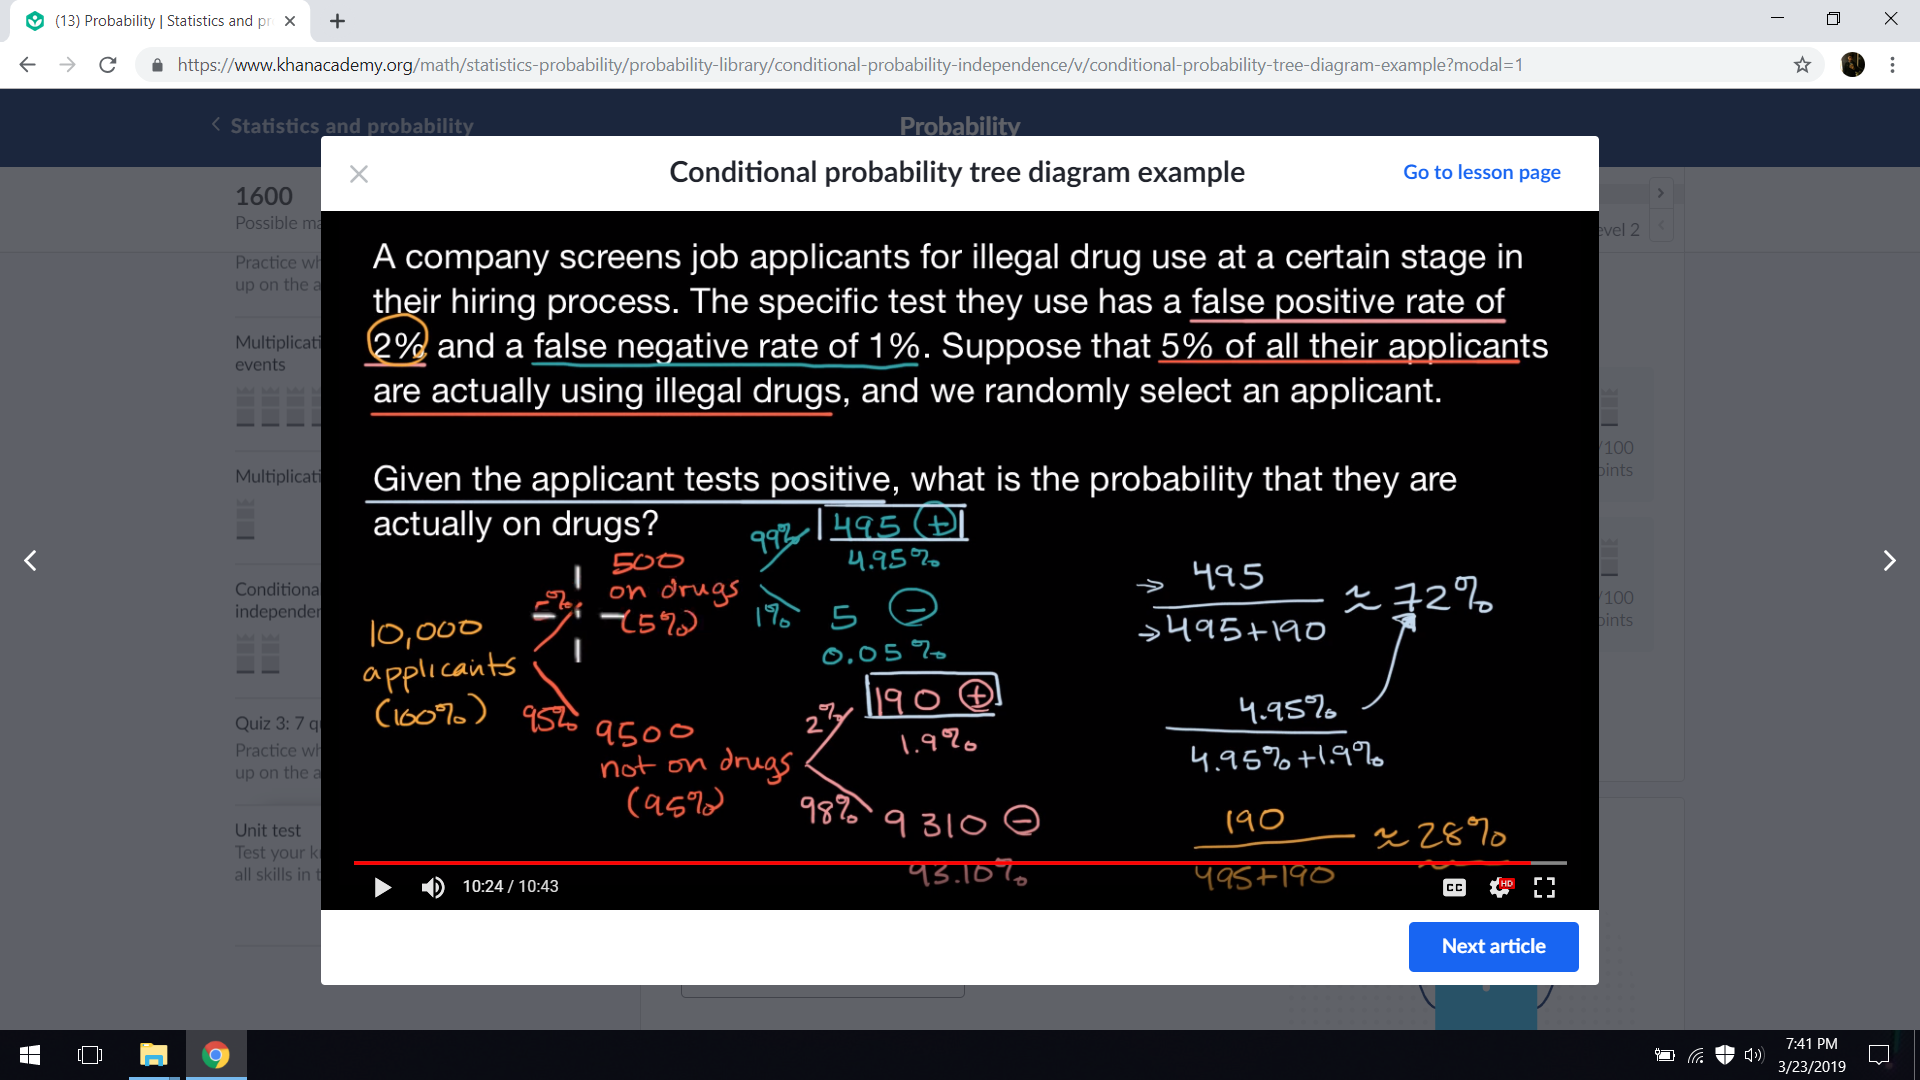 (13) Probability | Statistics and pr
https://www.khanacademy.org/math/statistics-probability/probability-library/conditional-probability-independence/v/conditional-probability-tree-diagram-example?modal=1
Statistics and probability
Probability
1600
Possible ma
Level 2
Practice wh
up on the a
Multiplicati
events
Multiplicati
Conditiona
independen
Quiz 3: 7 qu
Practice wh
up on the a
Unit test
Test your kn
all skills in t
/100
points
/100
points
Conditional probability tree diagram example
Go to lesson page
A company screens job applicants for illegal drug use at a certain stage in
their hiring process. The specific test they use has a false positive rate of
2% and a false negative rate of 1%. Suppose that 5% of all their applicants
are actually using illegal drugs, and we randomly select an applicant.
Given the applicant tests positive, what is the probability that they are
actually on drugs?
10,000
applicants
(100%)
5%
95%
500
on drugs
(5%)
9500
not on drugs
(95%)
99%
1%
495 +
4.95%
5 −
0.05%
2%
98%
190 +
1.9%
9310 −
93.10%
495
495+190
≈ 72%
4.95%
4.95%+1.9%
190
495+190
≈ 28%
10:24 / 10:43
CC
HD
Next article
7:41 PM
3/23/2019